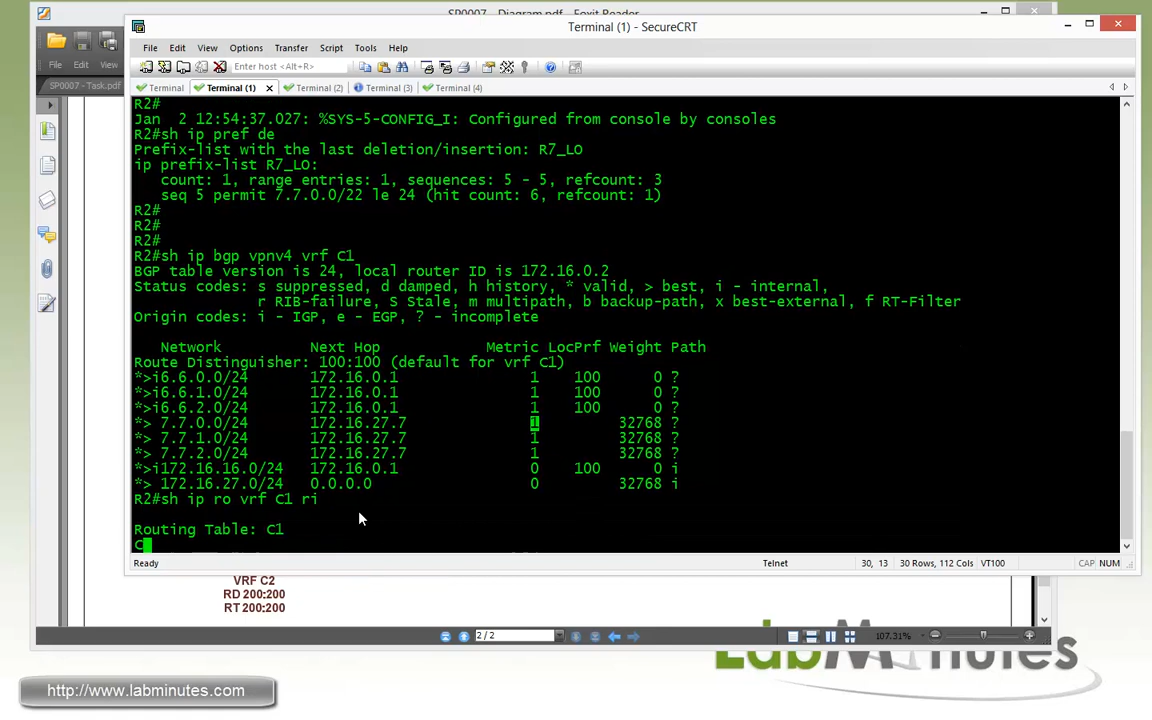 SP0007 - Diagram.pdf - Foxit Reader
Terminal (1) - SecureCRT
File Edit View Options Transfer Script Tools Help
Enter host <Alt+R>
File Edit View
SP0007 - Task.pdf
Terminal Terminal (1) Terminal (2) Terminal (3) Terminal (4)
R2#
Jan  2 12:54:37.027: %SYS-5-CONFIG_I: Configured from console by consoles
R2#sh ip pref de
Prefix-list with the last deletion/insertion: R7_LO
ip prefix-list R7_LO:
   count: 1, range entries: 1, sequences: 5 - 5, refcount: 3
   seq 5 permit 7.7.0.0/22 le 24 (hit count: 6, refcount: 1)
R2#
R2#
R2#
R2#sh ip bgp vpnv4 vrf C1
BGP table version is 24, local router ID is 172.16.0.2
Status codes: s suppressed, d damped, h history, * valid, > best, i - internal,
              r RIB-failure, S Stale, m multipath, b backup-path, x best-external, f RT-Filter
Origin codes: i - IGP, e - EGP, ? - incomplete
   Network          Next Hop            Metric LocPrf Weight Path
Route Distinguisher: 100:100 (default for vrf C1)
*>i6.6.0.0/24       172.16.0.1               1    100      0 ?
*>i6.6.1.0/24       172.16.0.1               1    100      0 ?
*>i6.6.2.0/24       172.16.0.1               1    100      0 ?
*> 7.7.0.0/24       172.16.27.7              1         32768 ?
*> 7.7.1.0/24       172.16.27.7              1         32768 ?
*> 7.7.2.0/24       172.16.27.7              1         32768 ?
*>i172.16.16.0/24   172.16.0.1               0    100      0 i
*> 172.16.27.0/24   0.0.0.0                  0         32768 i
R2#sh ip ro vrf C1 ri
Routing Table: C1
C
Ready Telnet 30, 13 30 Rows, 112 Cols VT100 CAP NUM
VRF C2
RD 200:200
RT 200:200
2 / 2 107.31%
LabMinutes
http://www.labminutes.com